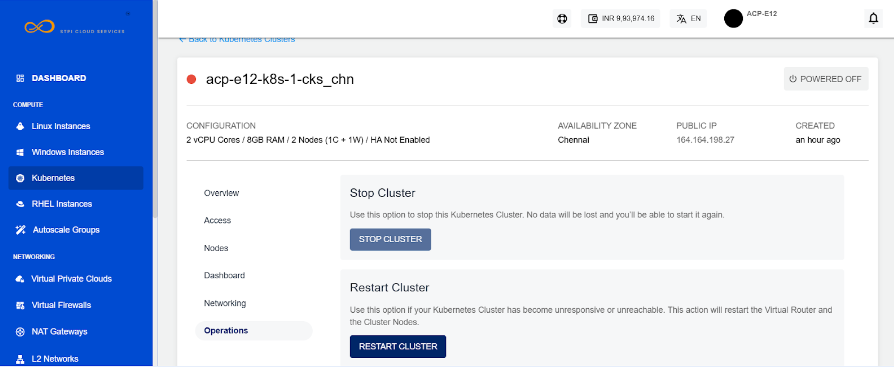 STPI CLOUD SERVICES
INR 9,93,974.16
EN
ACP-E12
Back to Kubernetes Clusters
DASHBOARD
COMPUTE
Linux Instances
Windows Instances
Kubernetes
RHEL Instances
Autoscale Groups
NETWORKING
Virtual Private Clouds
Virtual Firewalls
NAT Gateways
L2 Networks
acp-e12-k8s-1-cks_chn
POWERED OFF
CONFIGURATION
2 vCPU Cores / 8GB RAM / 2 Nodes (1C + 1W) / HA Not Enabled
AVAILABILITY ZONE
Chennai
PUBLIC IP
164.164.198.27
CREATED
an hour ago
Overview
Access
Nodes
Dashboard
Networking
Operations
Stop Cluster
Use this option to stop this Kubernetes Cluster. No data will be lost and you'll be able to start it again.
STOP CLUSTER
Restart Cluster
Use this option if your Kubernetes Cluster has become unresponsive or unreachable. This action will restart the Virtual Router and
the Cluster Nodes.
RESTART CLUSTER